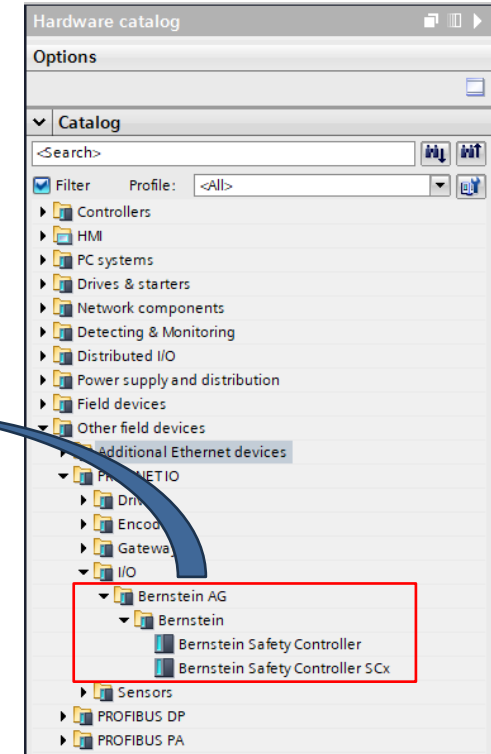 Hardware catalog
Options
Catalog
<Search>
Filter Profile: <All>
Controllers
HMI
PC systems
Drives & starters
Network components
Detecting & Monitoring
Distributed I/O
Power supply and distribution
Field devices
Other field devices
Additional Ethernet devices
IO
I/O
Bernstein AG
Bernstein
Bernstein Safety Controller
Bernstein Safety Controller SCx
Sensors
PROFIBUS DP
PROFIBUS PA